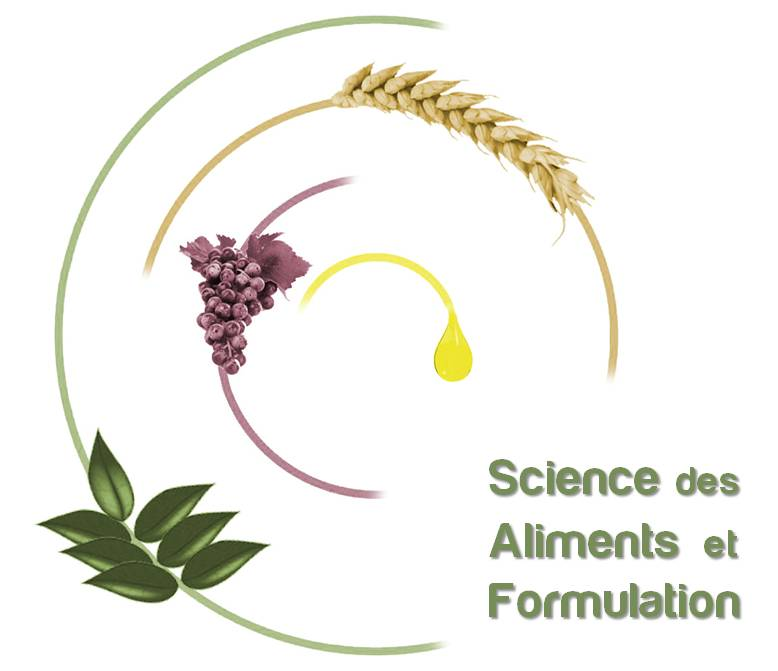 Science des
Aliments et
Formulation